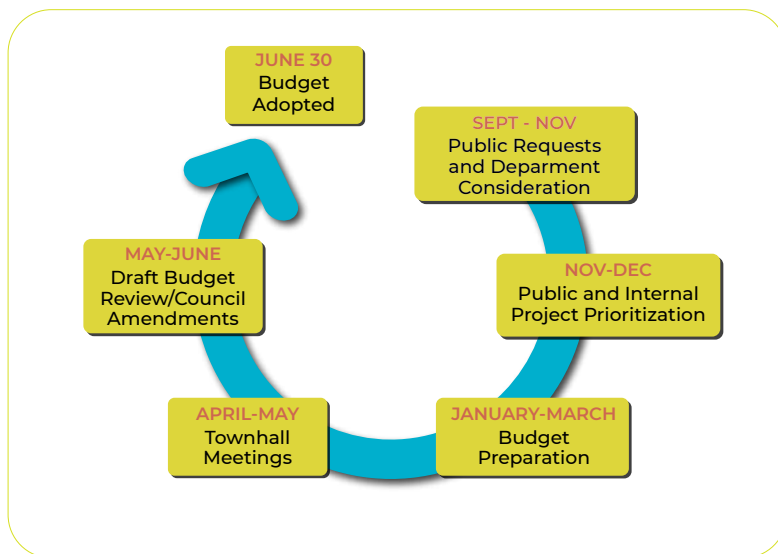 JUNE 30
Budget
Adopted
SEPT - NOV
Public Requests
and Deparment
Consideration
NOV-DEC
Public and Internal
Project Prioritization
JANUARY-MARCH
Budget
Preparation
APRIL-MAY
Townhall
Meetings
MAY-JUNE
Draft Budget
Review/Council
Amendments